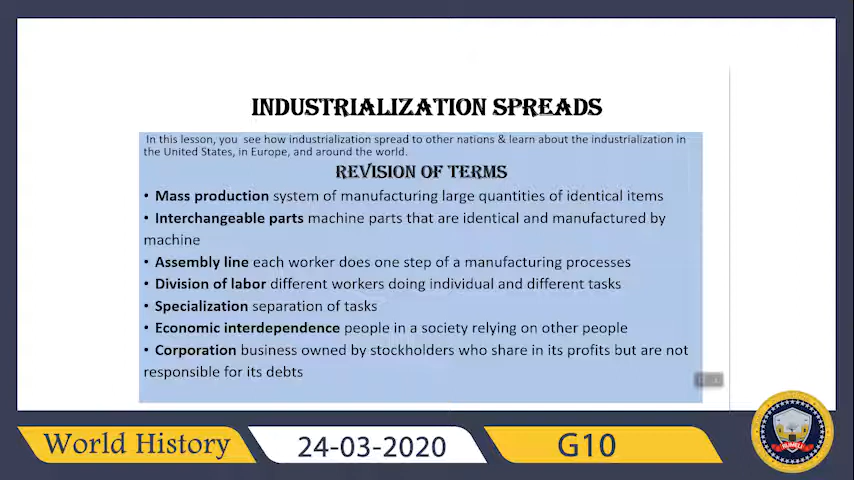 INDUSTRIALIZATION SPREADS
In this lesson, you see how industrialization spread to other nations & learn about the industrialization in
the United States, in Europe, and around the world.
REVISION OF TERMS
• Mass production system of manufacturing large quantities of identical items
• Interchangeable parts machine parts that are identical and manufactured by
machine
• Assembly line each worker does one step of a manufacturing processes
• Division of labor different workers doing individual and different tasks
• Specialization separation of tasks
• Economic interdependence people in a society relying on other people
• Corporation business owned by stockholders who share in its profits but are not
responsible for its debts
World History
24-03-2020
G10